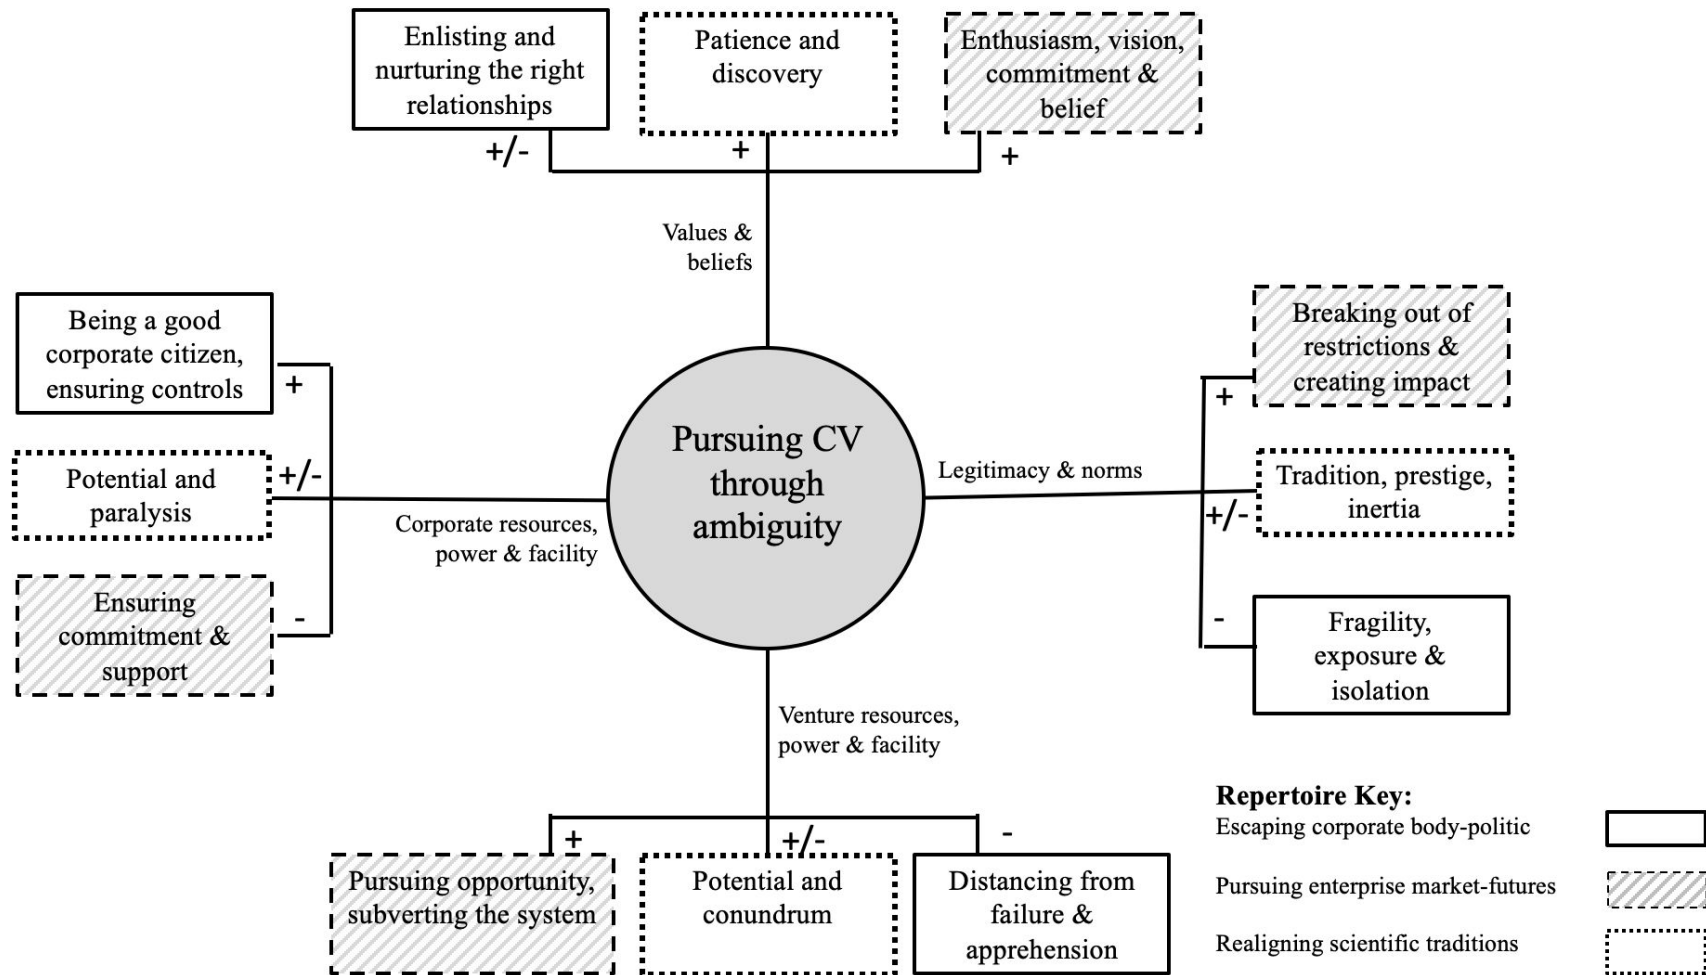 Enlisting and
nurturing the right
relationships
+/-
Patience and
discovery
+
Enthusiasm, vision,
commitment &
belief
+
Values &
beliefs
Being a good
corporate citizen,
ensuring controls
+
Potential and
paralysis
+/-
Ensuring
commitment &
support
-
Corporate resources,
power & facility
Pursuing CV
through
ambiguity
Legitimacy & norms
Breaking out of
restrictions &
creating impact
+
Tradition, prestige,
inertia
+/-
Fragility,
exposure &
isolation
-
Venture resources,
power & facility
+
Pursuing opportunity,
subverting the system
+/-
Potential and
conundrum
-
Distancing from
failure &
apprehension
Repertoire Key:
Escaping corporate body-politic
Pursuing enterprise market-futures
Realigning scientific traditions